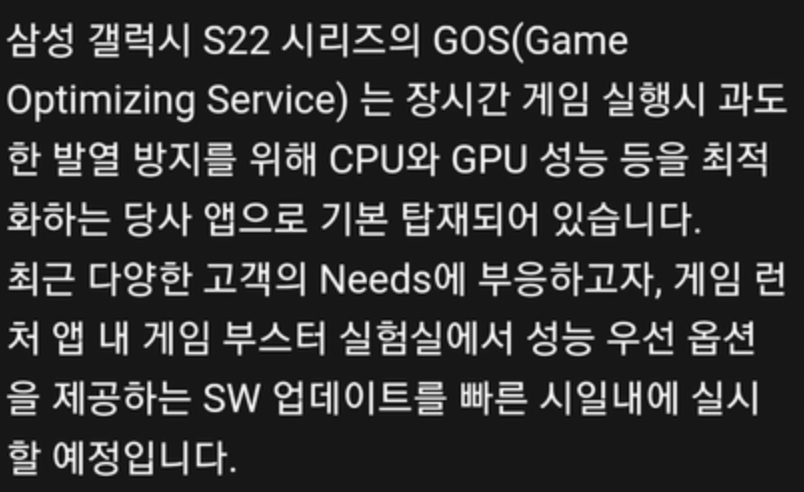 삼성 갤럭시 S22 시리즈의 GOS(Game
Optimizing Service) 는 장시간 게임 실행시 과도
한 발열 방지를 위해 CPU와 GPU 성능 등을 최적
화하는 당사 앱으로 기본 탑재되어 있습니다.
최근 다양한 고객의 Needs에 부응하고자, 게임 런
처 앱 내 게임 부스터 실험실에서 성능 우선 옵션
을 제공하는 SW 업데이트를 빠른 시일내에 실시
할 예정입니다.